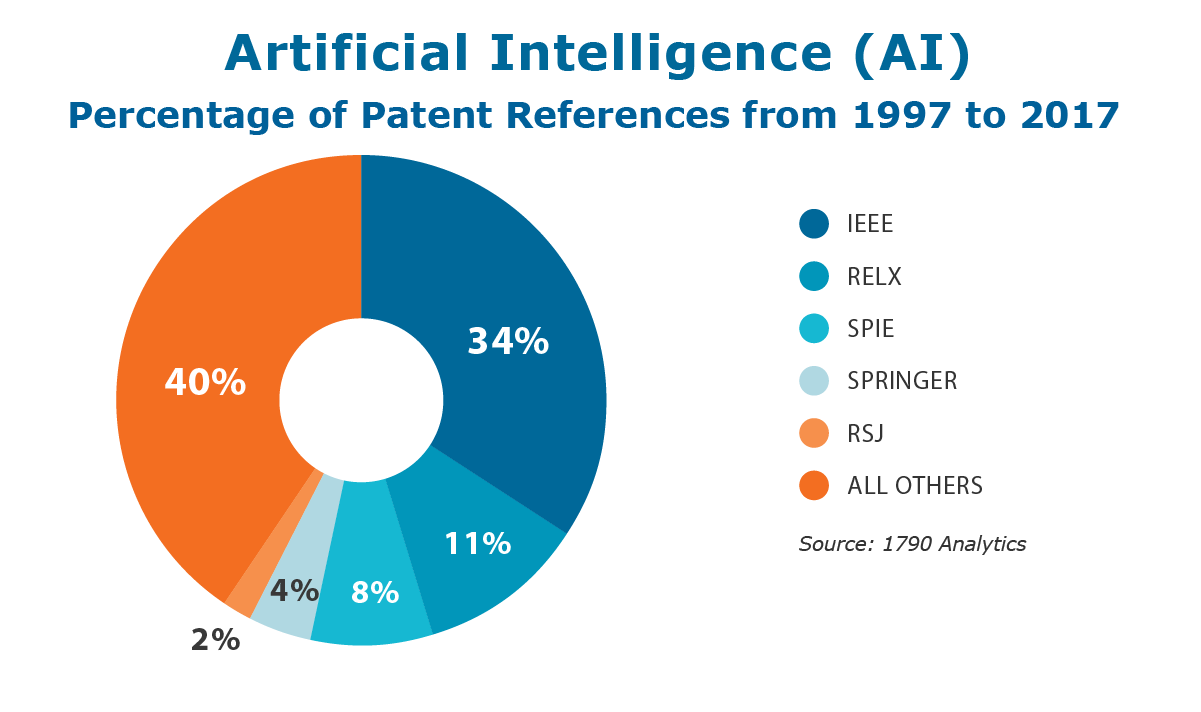 Artificial Intelligence (AI)
Percentage of Patent References from 1997 to 2017
34%
40%
11%
8%
4%
2%
IEEE
RELX
SPIE
SPRINGER
RSJ
ALL OTHERS
Source: 1790 Analytics